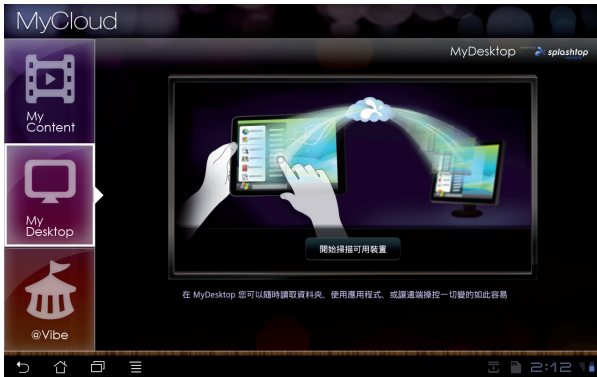 MyCloud
MyDesktop
splashtop
My
Content
My
Desktop
@Vibe
開始掃描可用裝置
在 MyDesktop 您可以隨時讀取資料夾、使用應用程式、或讓遠端操控一切變的如此容易
2:12